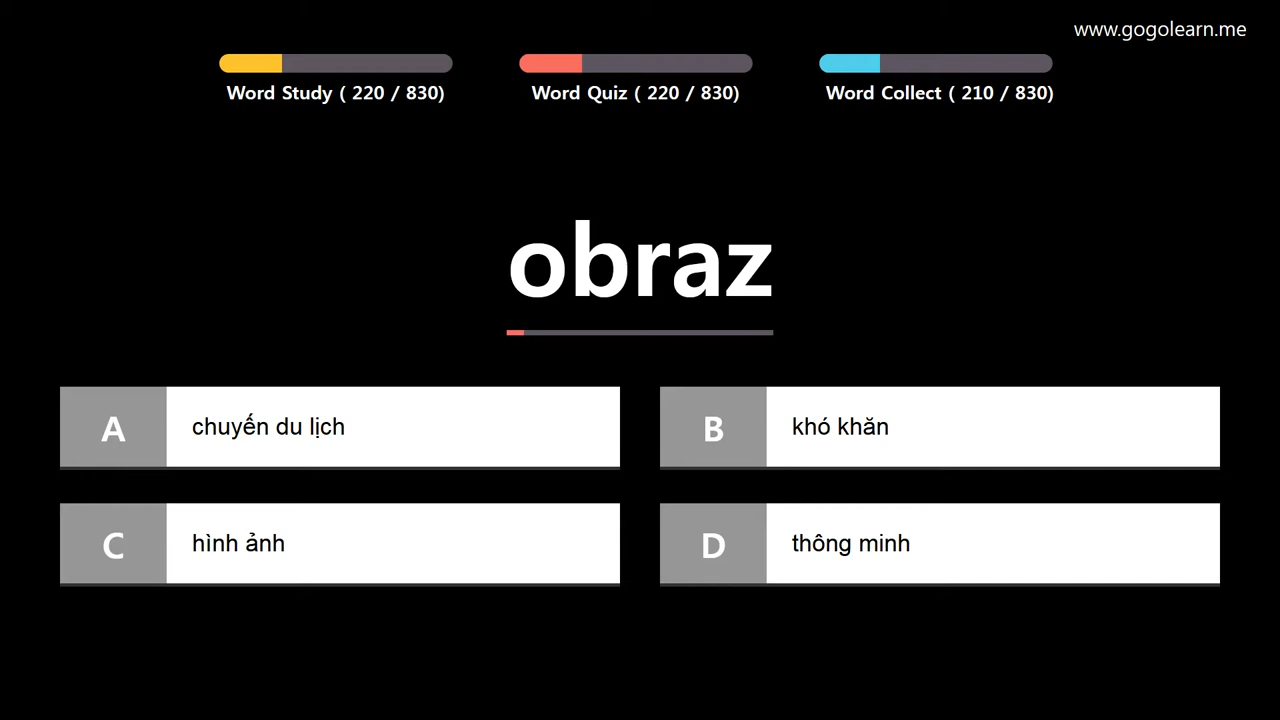 www.gogolearn.me
Word Study ( 220 / 830)
Word Quiz ( 220 / 830)
Word Collect ( 210 / 830)
obraz
A chuyến du lịch
B khó khăn
C hình ảnh
D thông minh